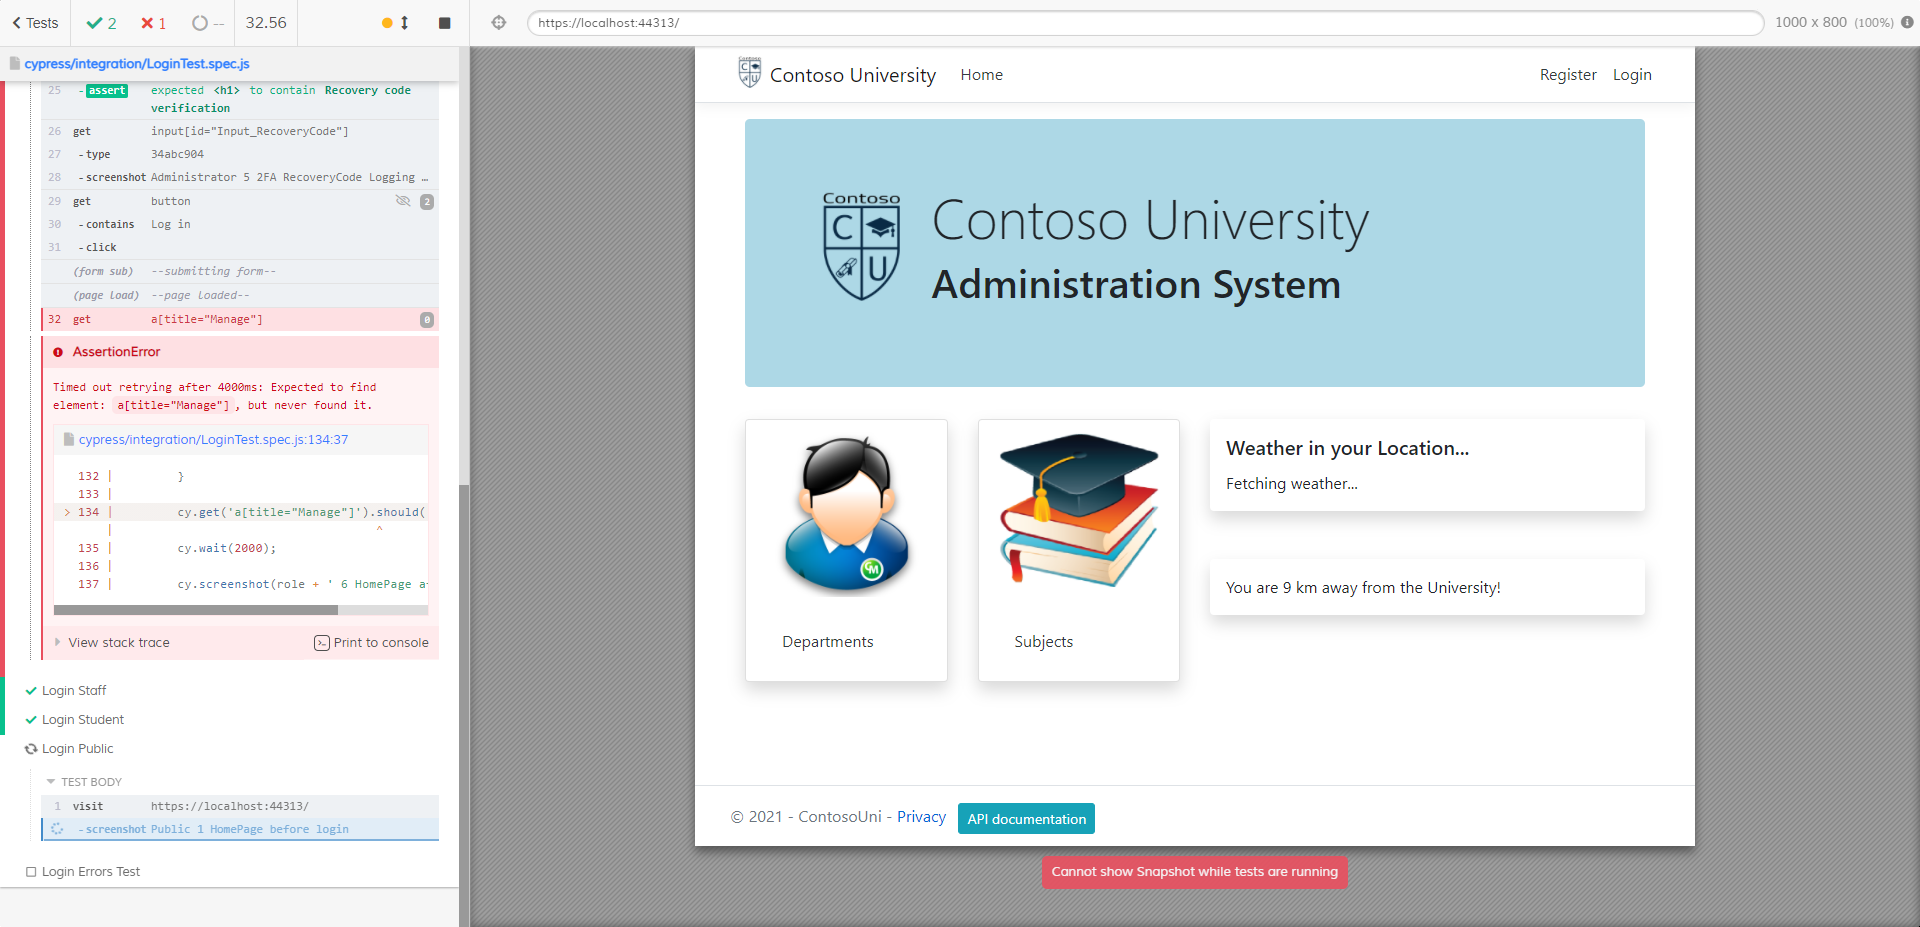 Tests
2
1
--
32.56
https://localhost:44313/
1000 x 800 (100%)
cypress/integration/LoginTest.spec.js
25 -assert expected <h1> to contain Recovery code
verification
26 get input[id="Input_RecoveryCode"]
27 -type 34abc904
28 -screenshot Administrator 5 2FA RecoveryCode Logging …
29 get button 2
30 -contains Log in
31 -click
(form sub) --submitting form--
(page load) --page loaded--
32 get a[title="Manage"] 0
AssertionError
Timed out retrying after 4000ms: Expected to find
element: a[title="Manage"], but never found it.
cypress/integration/LoginTest.spec.js:134:37
132 | }
133 |
> 134 | cy.get('a[title="Manage"]').should(
| ^
135 | cy.wait(2000);
136 |
137 | cy.screenshot(role + ' 6 HomePage a
View stack trace
Print to console
Login Staff
Login Student
Login Public
TEST BODY
1 visit https://localhost:44313/
-screenshot Public 1 HomePage before login
Login Errors Test
Contoso University
Home
Register
Login
Contoso
C
U
Contoso University
Administration System
Departments
Subjects
Weather in your Location...
Fetching weather...
You are 9 km away from the University!
© 2021 - ContosoUni - Privacy
API documentation
Cannot show Snapshot while tests are running